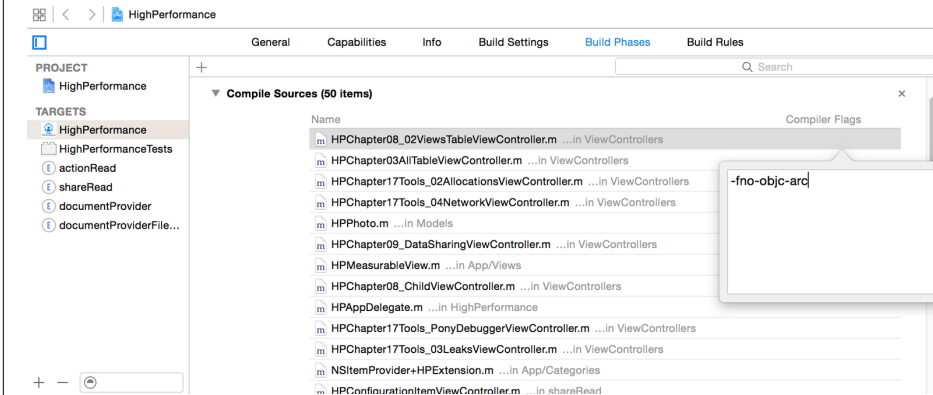 HighPerformance
General Capabilities Info Build Settings Build Phases Build Rules
PROJECT
HighPerformance
TARGETS
HighPerformance
HighPerformanceTests
E actionRead
E shareRead
E documentProvider
E documentProviderFile...
+ Search
Compile Sources (50 items) ×
Name Compiler Flags
m HPChapter08_02ViewsTableViewController.m ...in ViewControllers
m HPChapter03AllTableViewController.m ...in ViewControllers
m HPChapter17Tools_02AllocationsViewController.m ...in ViewControllers
m HPChapter17Tools_04NetworkViewController.m ...in ViewControllers
m HPPhoto.m ...in Models
m HPChapter09_DataSharingViewController.m ...in ViewControllers
m HPMeasurableView.m ...in App/Views
m HPChapter08_ChildViewController.m ...in ViewControllers
m HPAppDelegate.m ...in HighPerformance
m HPChapter17Tools_PonyDebuggerViewController.m ...in ViewControllers
m HPChapter17Tools_03LeaksViewController.m ...in ViewControllers
m NSItemProvider+HPExtension.m ...in App/Categories
m HPConfigurationItemViewController.m ...in shareRead
-fno-objc-arc